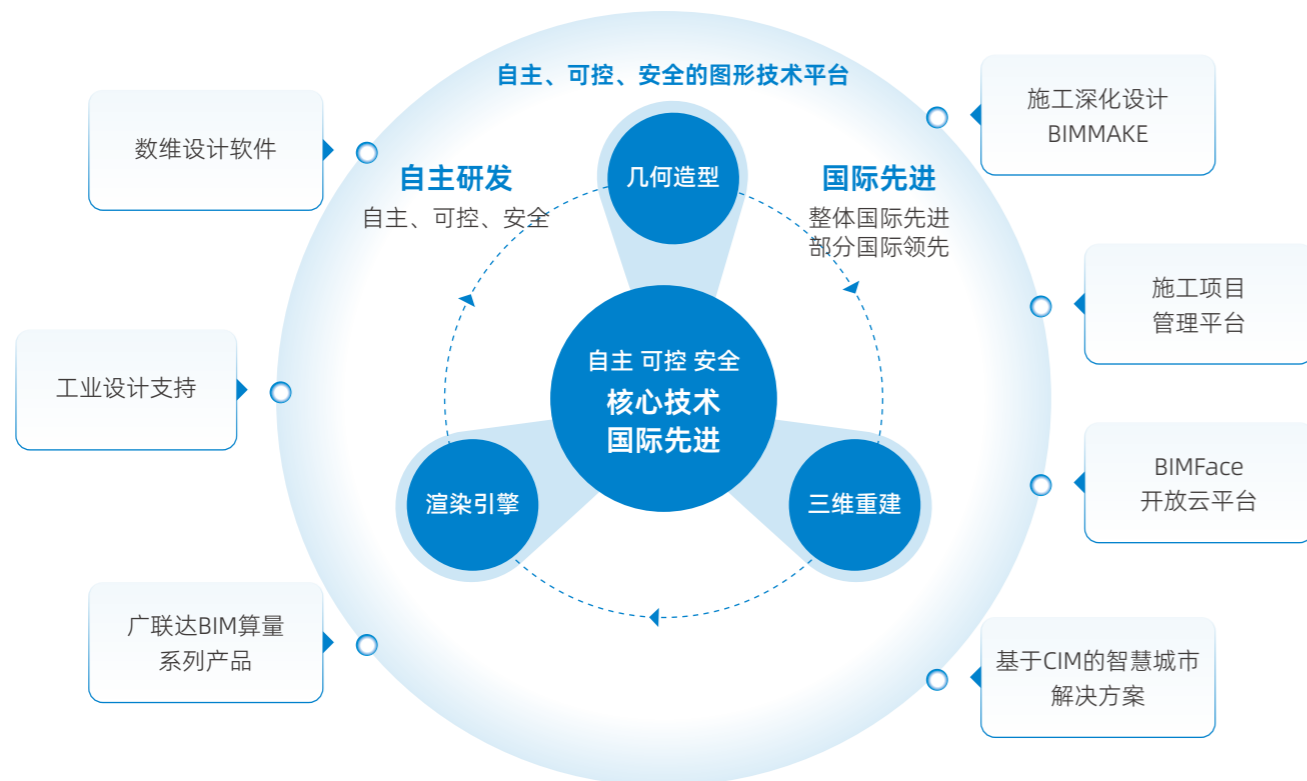 自主、可控、安全的图形技术平台
数维设计软件
工业设计支持
广联达BIM算量
系列产品
自主研发
自主、可控、安全
几何造型
国际先进
整体国际先进
部分国际领先
自主 可控 安全
核心技术
国际先进
渲染引擎
三维重建
施工深化设计
BIMMAKE
施工项目
管理平台
BIMFace
开放云平台
基于CIM的智慧城市
解决方案